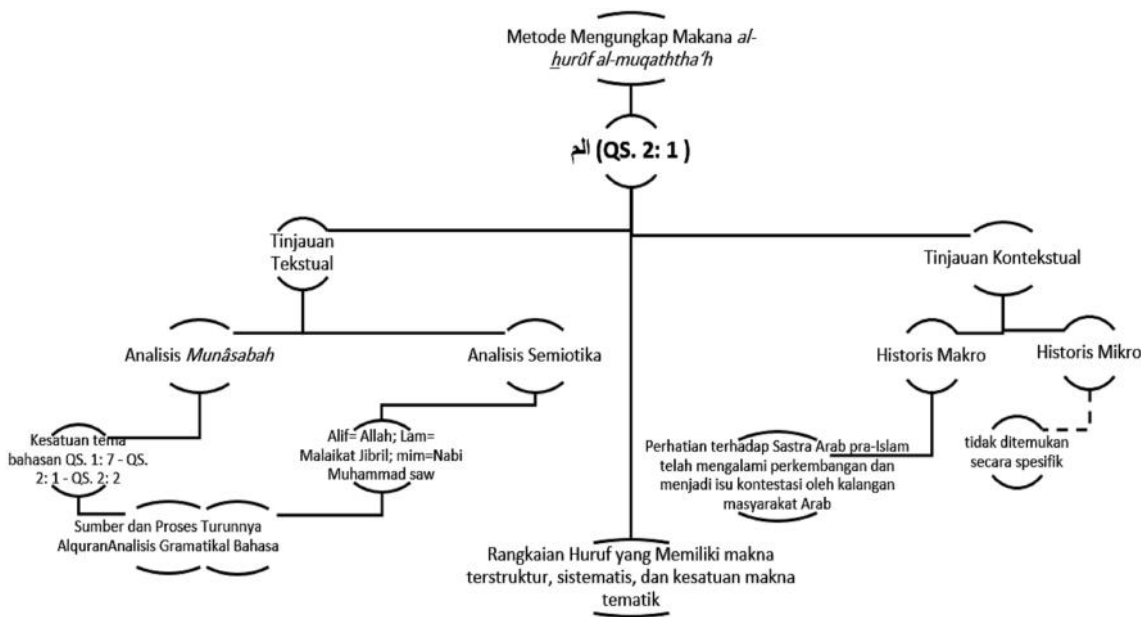 Metode Mengungkap Makana al-
hurûf al-muqaththa'h
الم (QS. 2: 1 )
Tinjauan
Tekstual
Tinjauan Kontekstual
Analisis Munâsabah
Analisis Semiotika
Historis Makro
Historis Mikro
Kesatuan tema
bahasan QS. 1: 7 - QS.
2: 1 - QS. 2: 2
Alif= Allah; Lam=
Malaikat Jibril; mim=Nabi
Muhammad saw
Perhatian terhadap Sastra Arab pra-Islam
telah mengalami perkembangan dan
menjadi isu kontestasi oleh kalangan
masyarakat Arab
tidak ditemukan
secara spesifik
Sumber dan Proses Turunnya
AlquranAnalisis Gramatikal Bahasa
Rangkaian Huruf yang Memiliki makna
terstruktur, sistematis, dan kesatuan makna
tematik